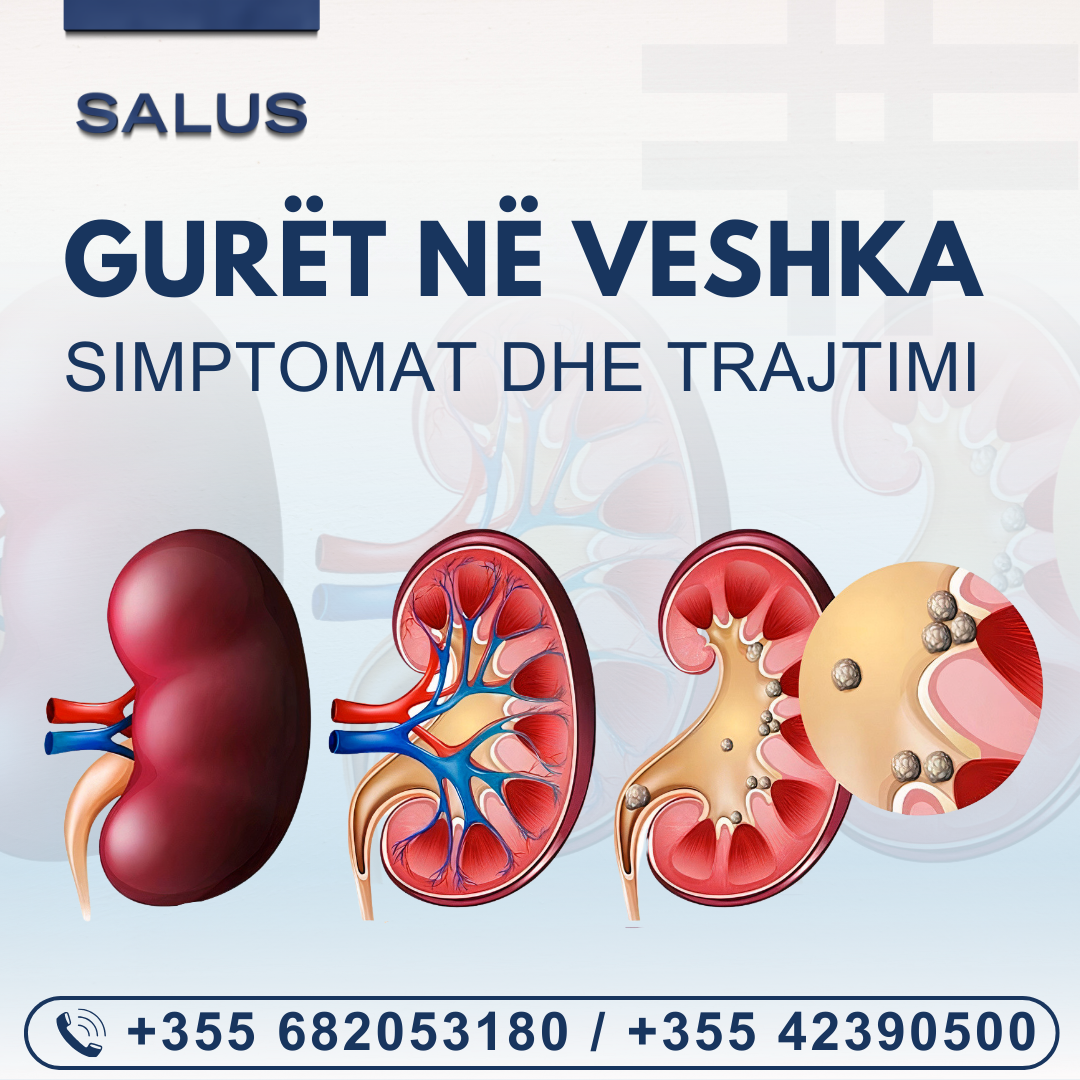 SALUS
GURËT NË VESHKA
SIMPTOMAT DHE TRAJTIMI
+355 682053180 / +355 42390500